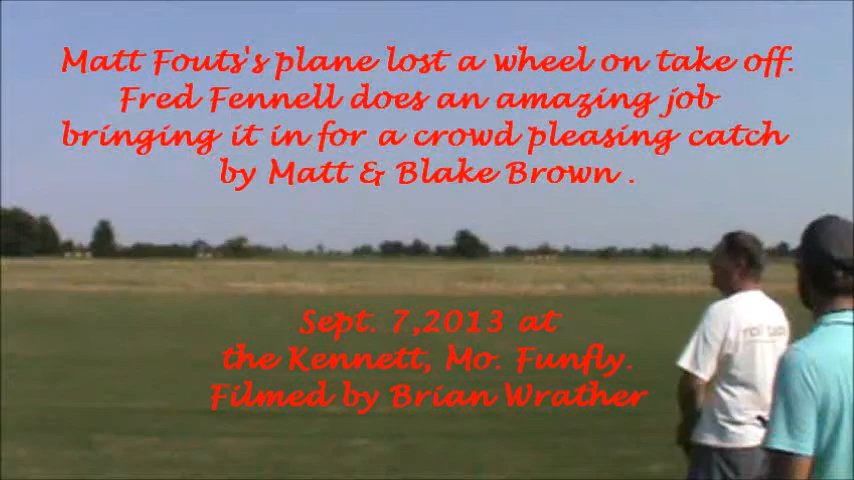 Matt Fouts's plane lost a wheel on take off.
Fred Fennell does an amazing job
bringing it in for a crowd pleasing catch
by Matt & Blake Brown .
Sept. 7,2013 at
the Kennett, Mo. Funfly.
Filmed by Brian Wrather